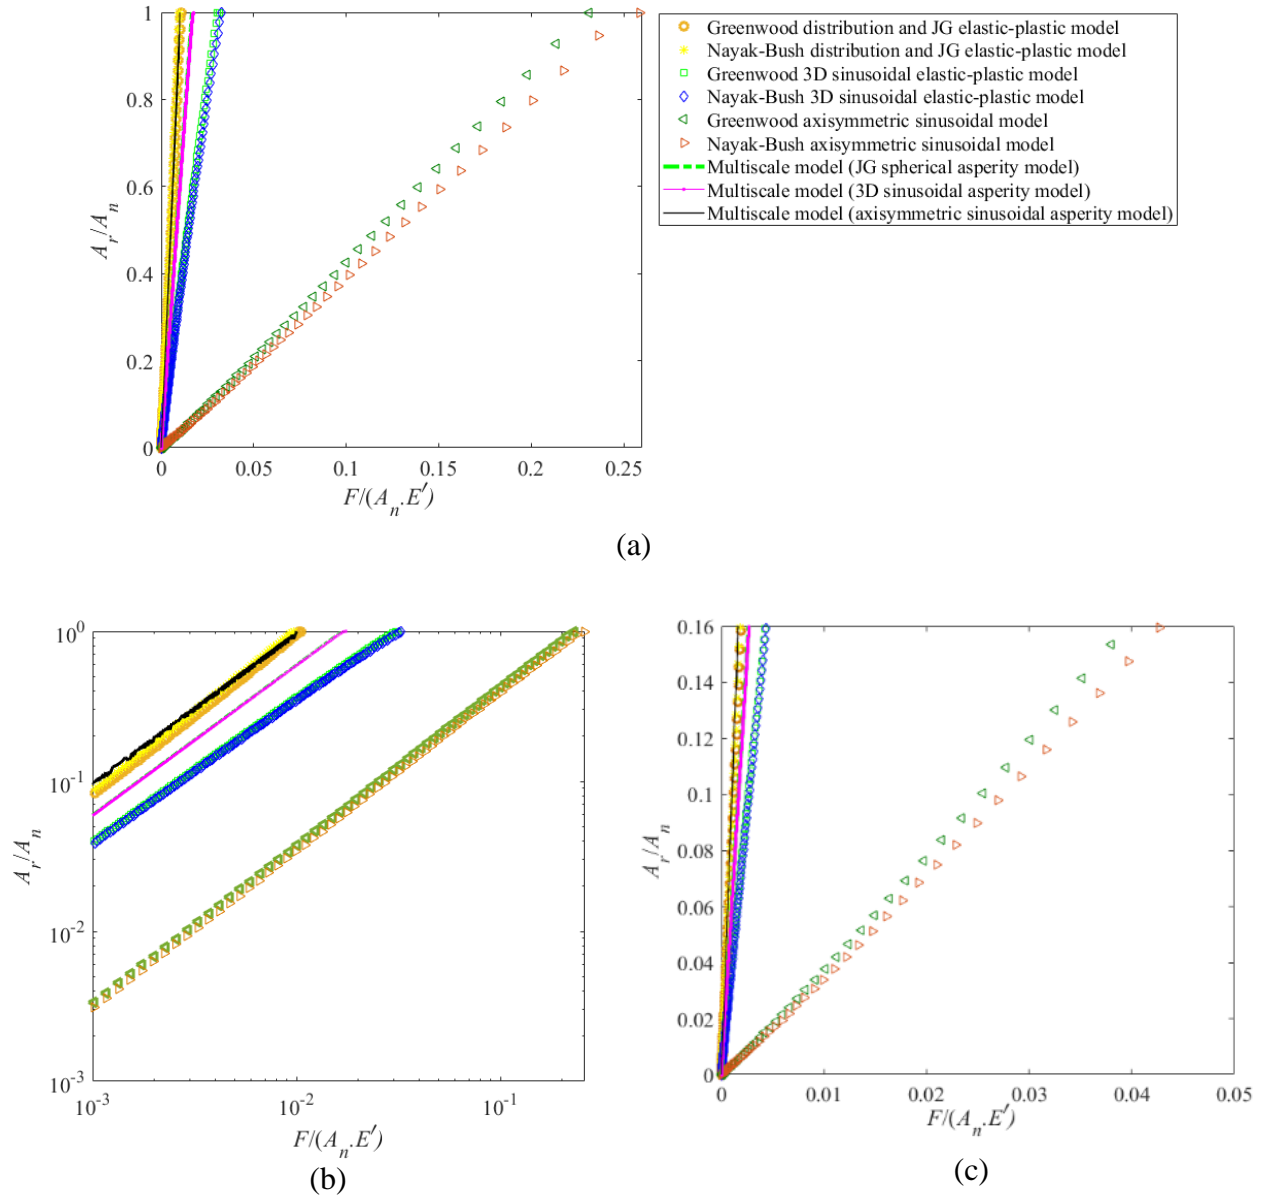 1
0.8
0.6
0.4
0.2
0
A_r/A_n
0 0.05 0.1 0.15 0.2 0.25
F/(A_n.E′)
Greenwood distribution and JG elastic-plastic model
Nayak-Bush distribution and JG elastic-plastic model
Greenwood 3D sinusoidal elastic-plastic model
Nayak-Bush 3D sinusoidal elastic-plastic model
Greenwood axisymmetric sinusoidal model
Nayak-Bush axisymmetric sinusoidal model
Multiscale model (JG spherical asperity model)
Multiscale model (3D sinusoidal asperity model)
Multiscale model (axisymmetric sinusoidal asperity model)
(a)
10^0
10^-1
10^-2
10^-3
A_r/A_n
10^-3 10^-2 10^-1
F/(A_n.E′)
(b)
0.16
0.14
0.12
0.1
0.08
0.06
0.04
0.02
0
A_r/A_n
0 0.01 0.02 0.03 0.04 0.05
F/(A_n.E′)
(c)